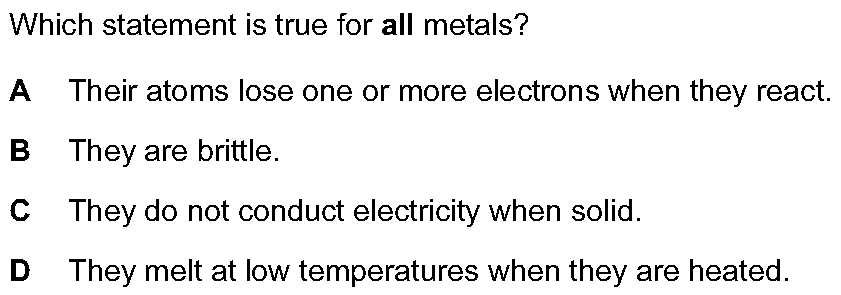 Which statement is true for all metals?
A Their atoms lose one or more electrons when they react.
B They are brittle.
C They do not conduct electricity when solid.
D They melt at low temperatures when they are heated.